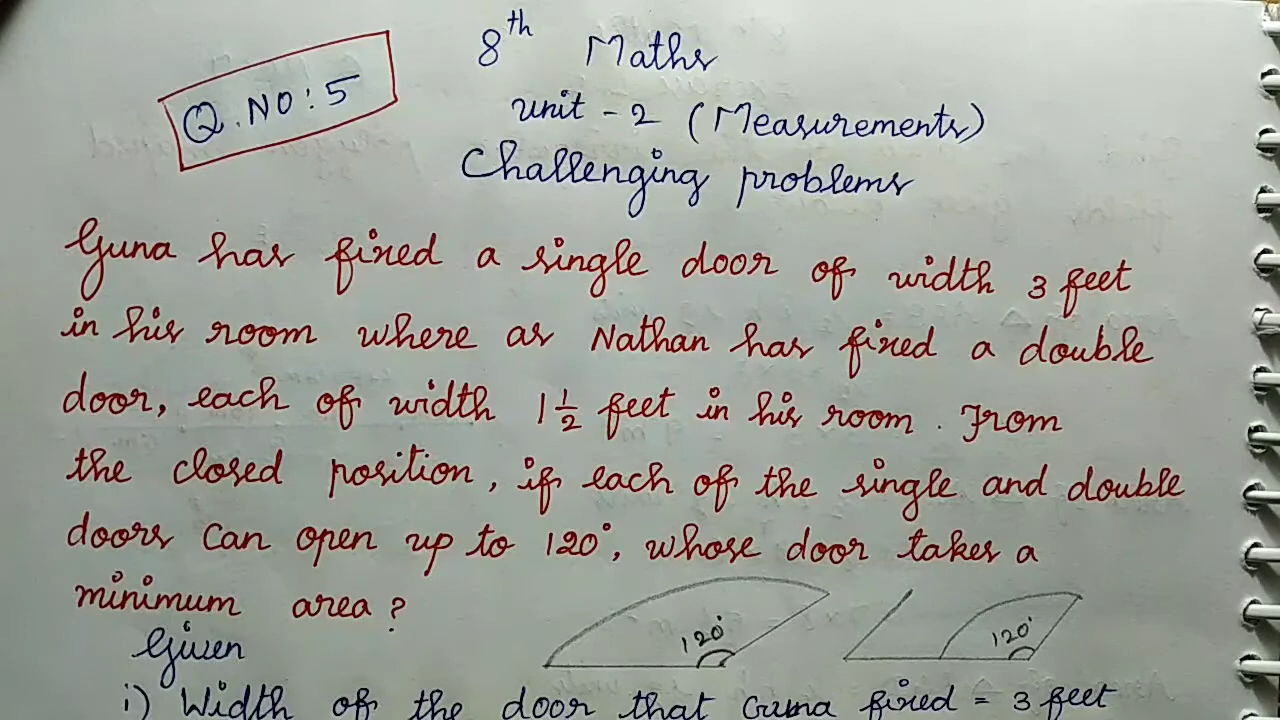 8th Maths
Q.NO:5
unit - 2 (Measurements)
Challenging problems
Guna has fixed a single door of width 3 feet
in his room where as Nathan has fixed a double
door, each of width 1 1/2 feet in his room. From
the closed position, if each of the single and double
doors can open up to 120°, whose door takes a
minimum area?
120°
120°
Given
i) Width of the door that Guna fixed = 3 feet